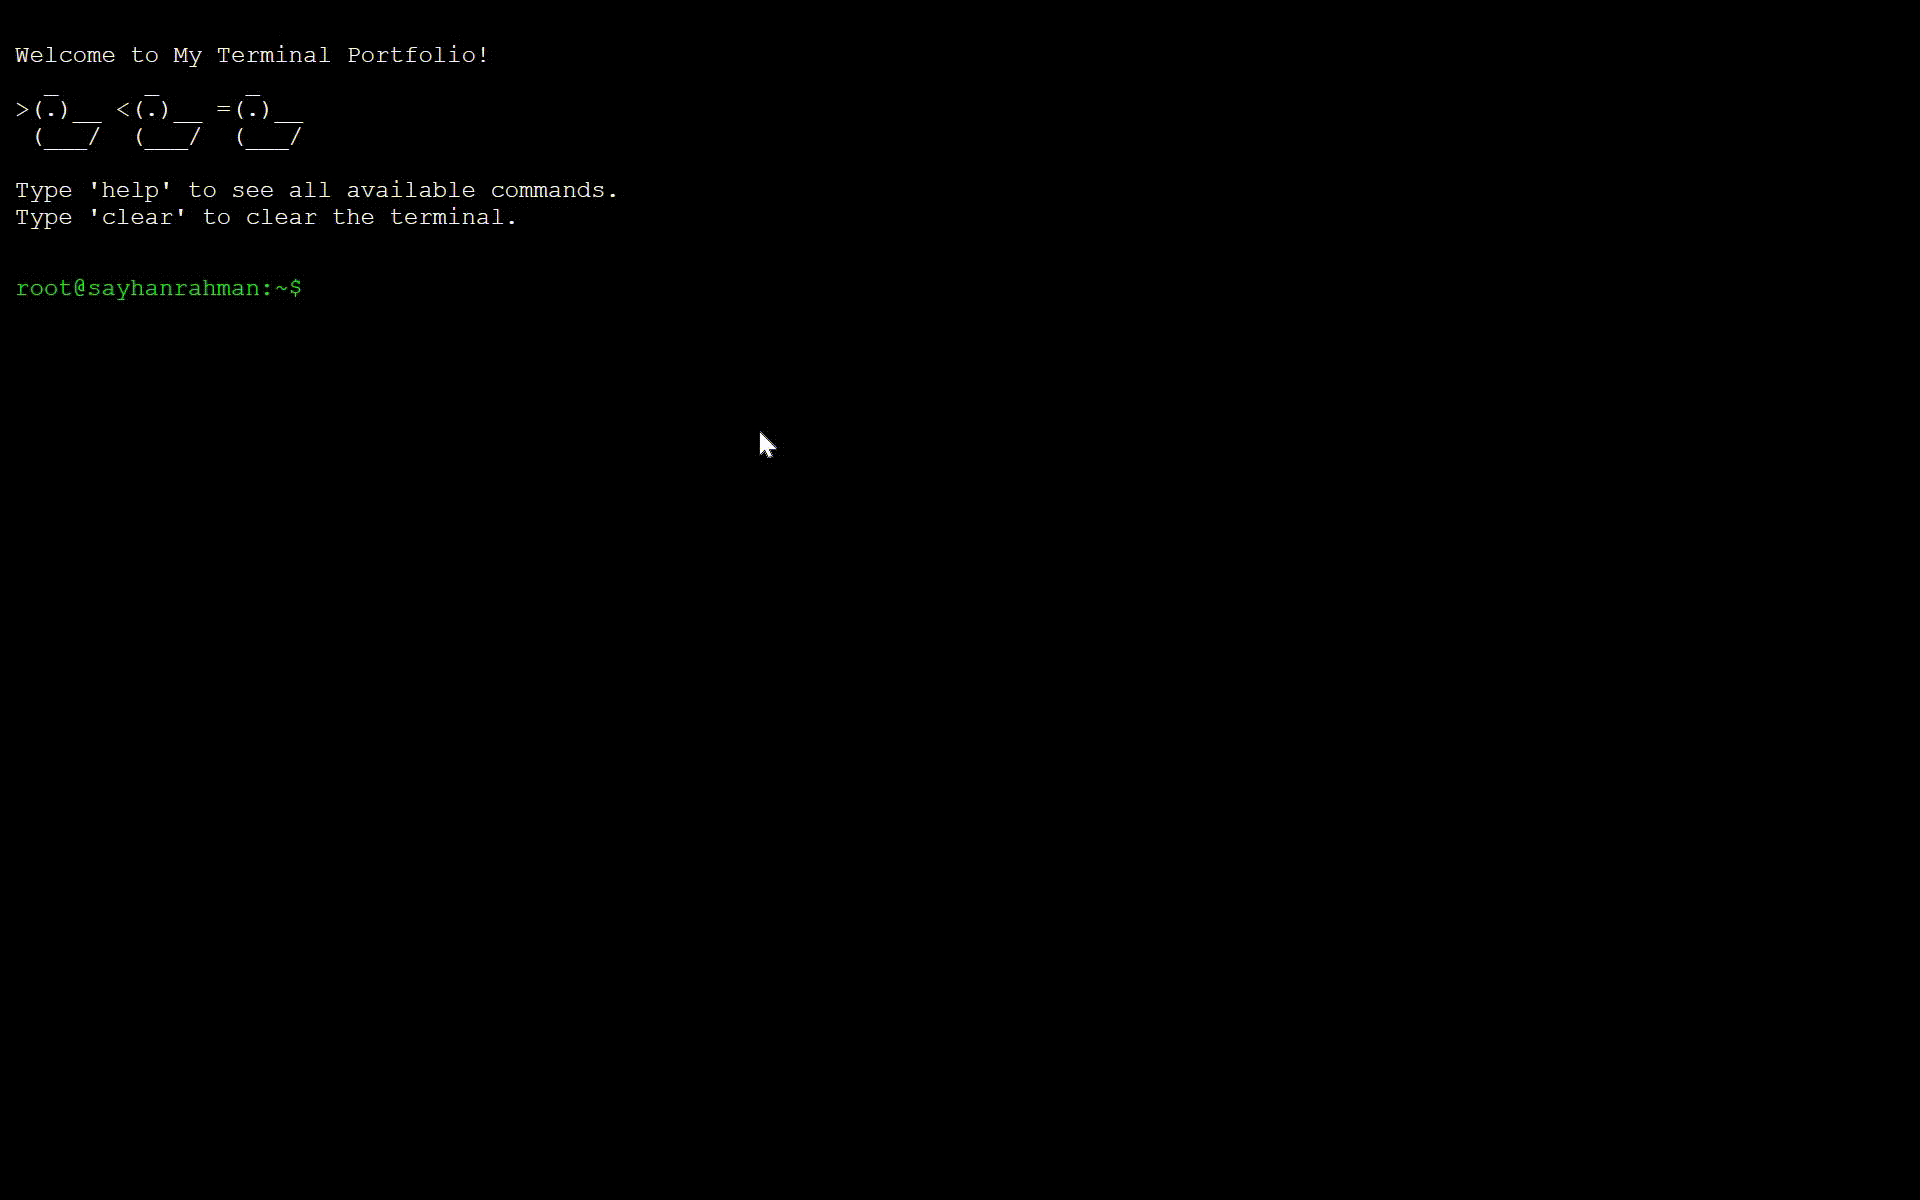 Welcome to My Terminal Portfolio!
   _      _      _
>(.)__ <(.)__ =(.)__
 (___/  (___/  (___/
Type 'help' to see all available commands.
Type 'clear' to clear the terminal.
root@sayhanrahman:~$